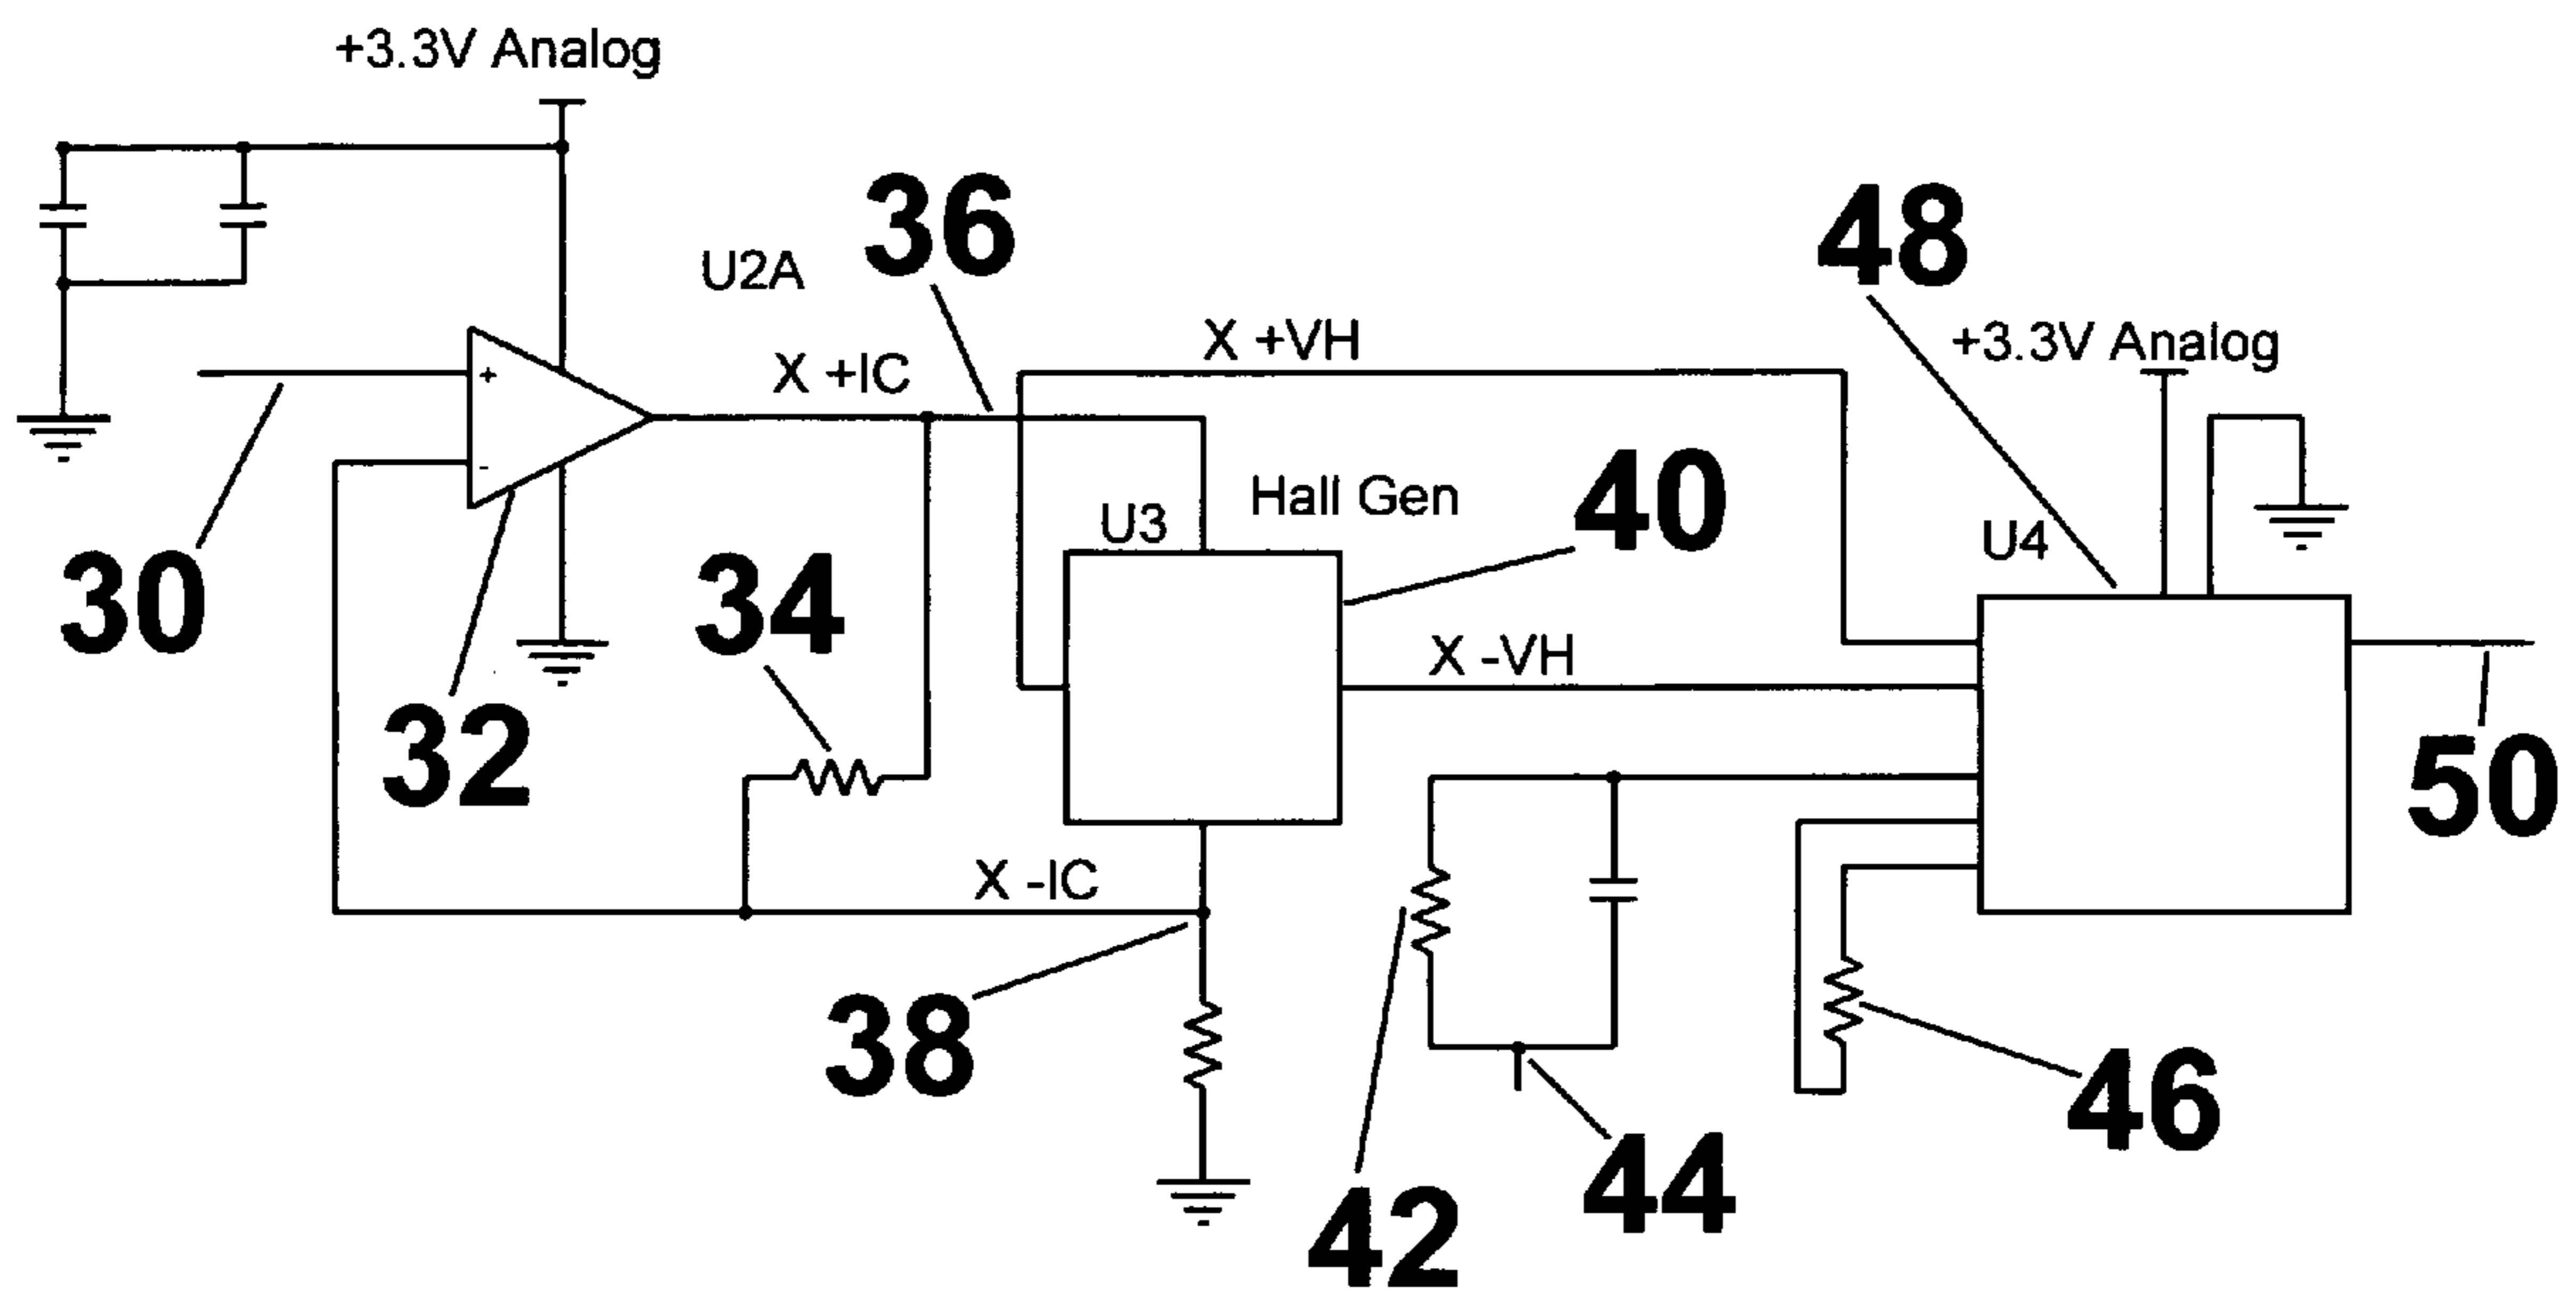 +3.3V Analog
36
48
U2A
X +VH
+3.3V Analog
X +IC
+
-
Hall Gen
40
U3
U4
30
34
32
X -VH
50
X -IC
38
46
44
42